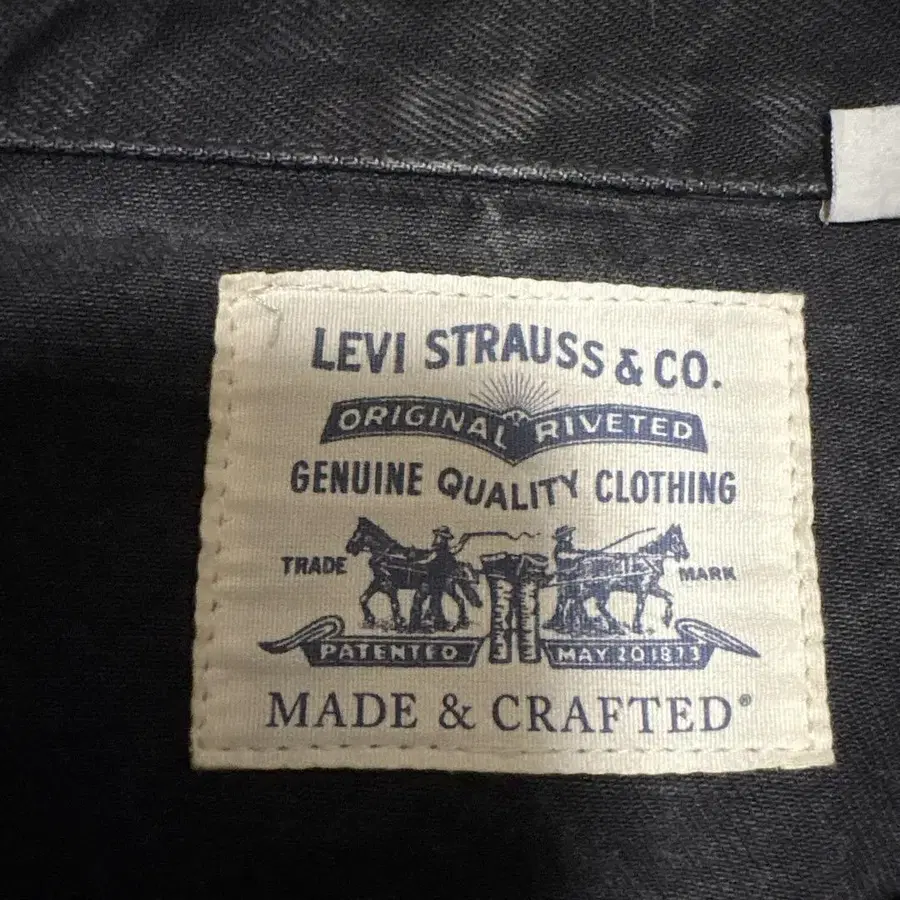 LEVI STRAUSS & CO.
ORIGINAL RIVETED
GENUINE QUALITY CLOTHING
TRADE MARK
PATENTED MAY 20 1873
MADE & CRAFTED®